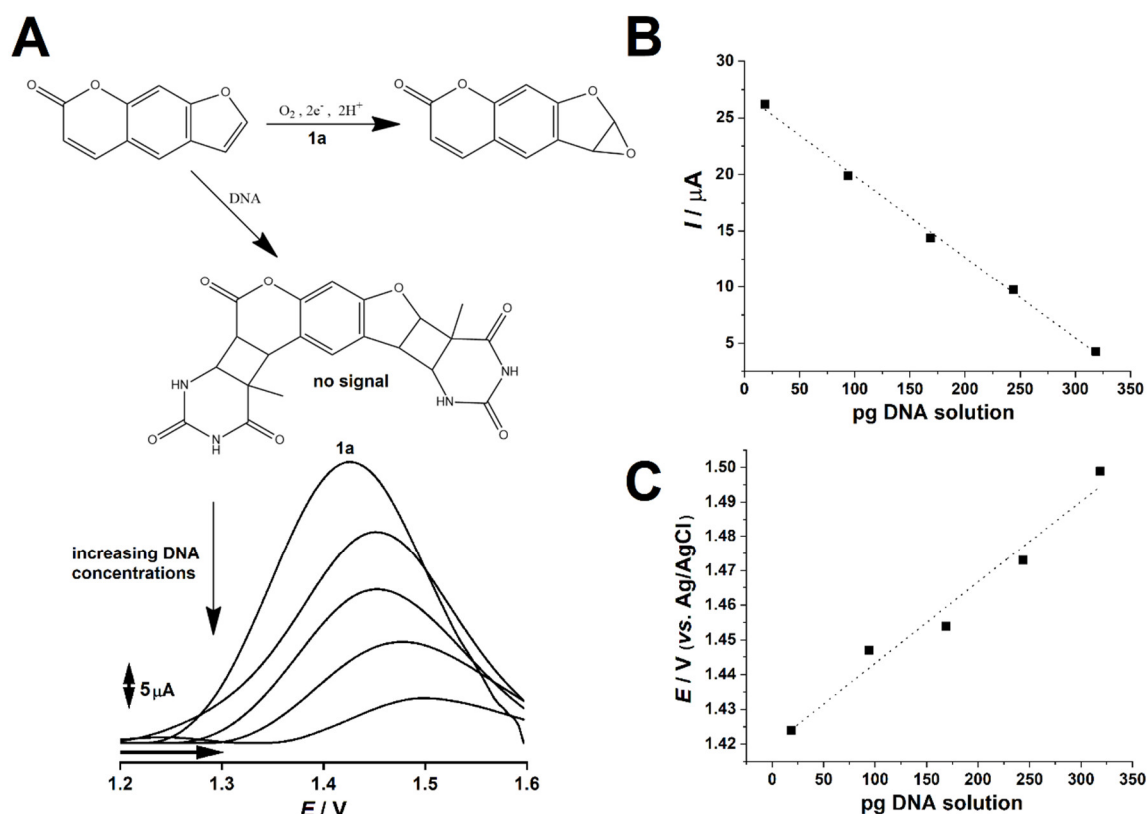 A
O
O
O
O₂ , 2e⁻, 2H⁺
1a
O
O
O
O
DNA
O
O
O
O
HN
O
N
H
O
no signal
NH
HN
O
1a
increasing DNA
concentrations
5 μA
1.2 1.3 1.4 1.5 1.6
E / V
B
30
25
20
15
10
5
I / μA
0 50 100 150 200 250 300 350
pg DNA solution
C
1.50
1.49
1.48
1.47
1.46
1.45
1.44
1.43
1.42
E / V (vs. Ag/AgCl)
0 50 100 150 200 250 300 350
pg DNA solution